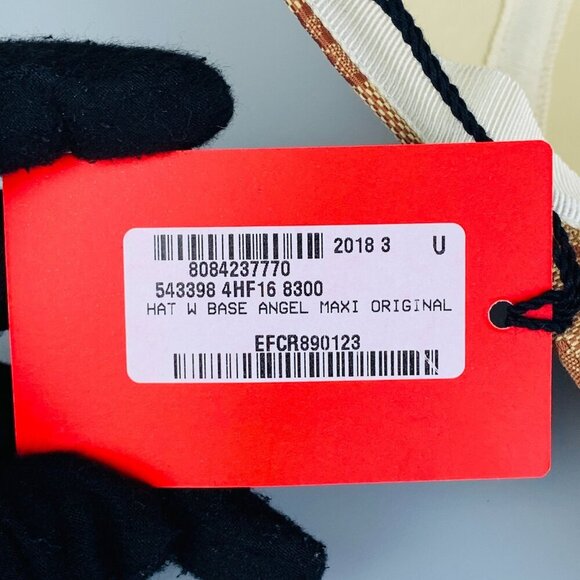 2018 3 U
8084237770
543398 4HF16 8300
HAT W BASE ANGEL MAXI ORIGINAL
EFCR890123